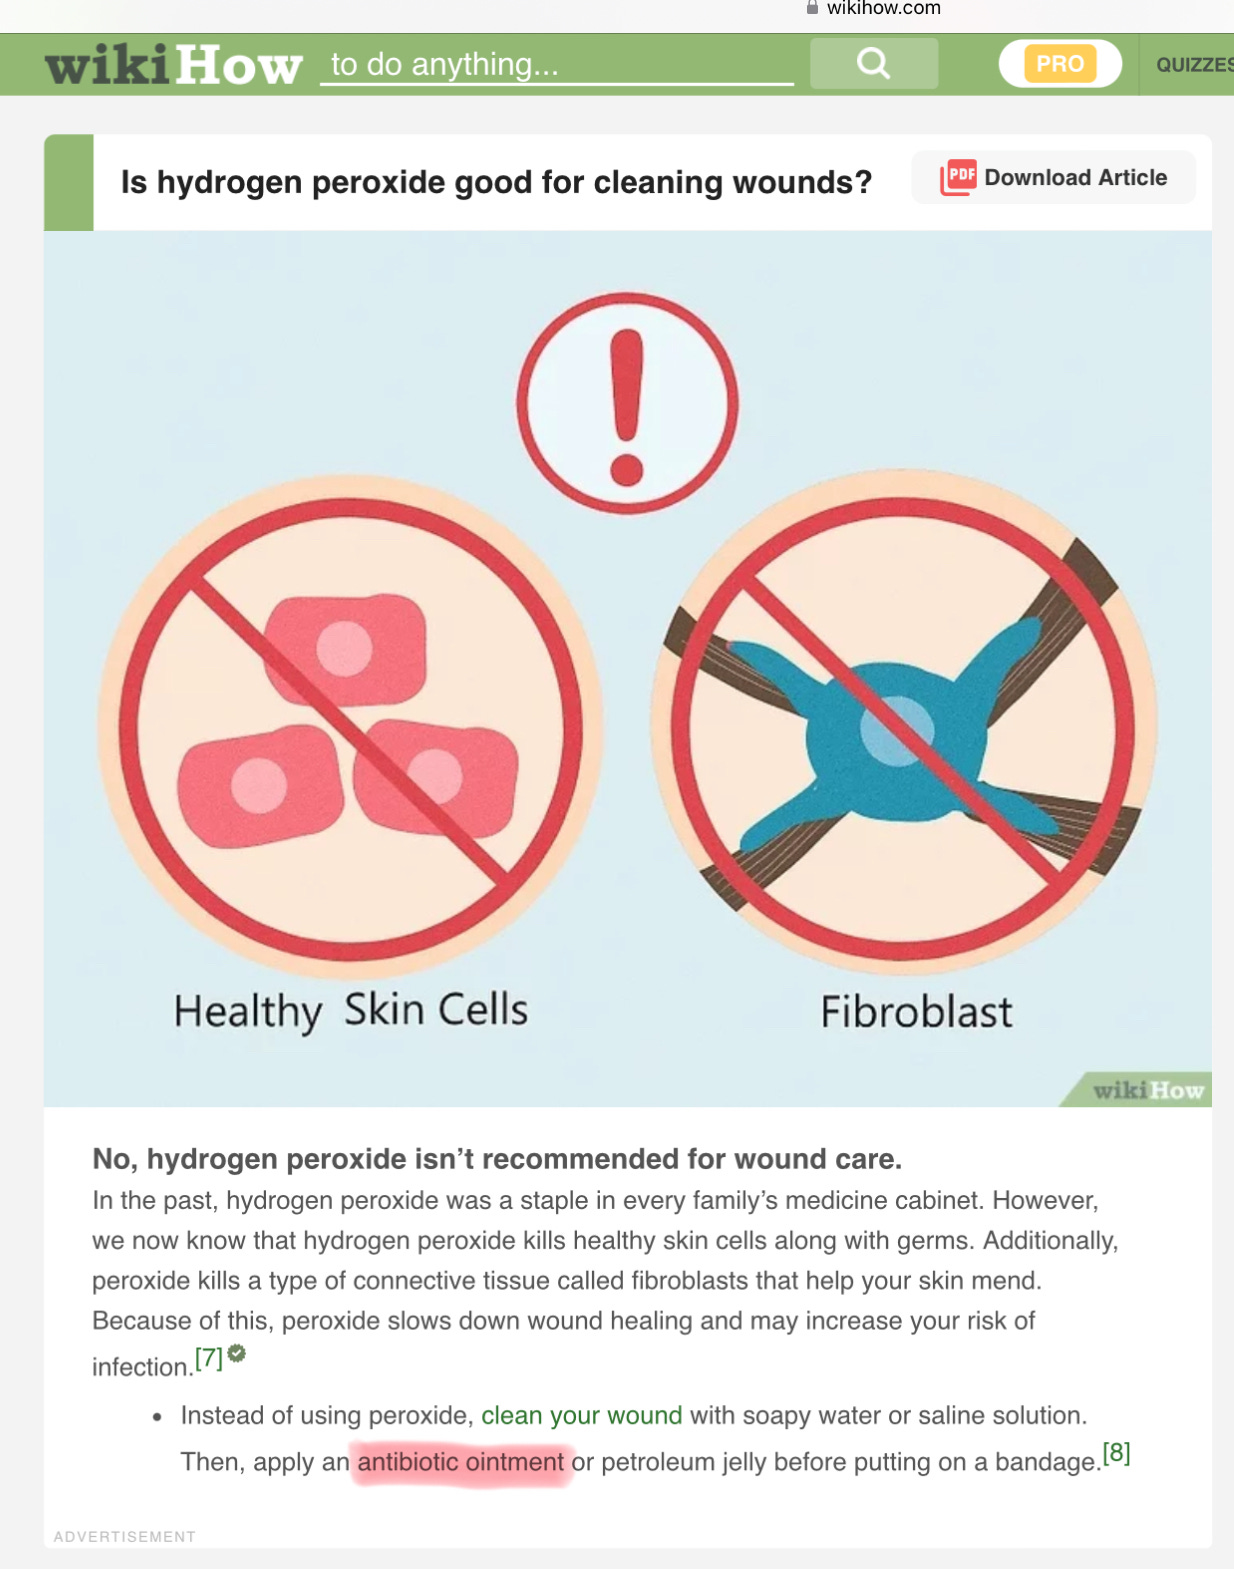 wikihow.com
wikiHow to do anything... PRO QUIZZES
Is hydrogen peroxide good for cleaning wounds? PDF Download Article
!
Healthy Skin Cells Fibroblast
wikiHow
No, hydrogen peroxide isn't recommended for wound care.
In the past, hydrogen peroxide was a staple in every family's medicine cabinet. However,
we now know that hydrogen peroxide kills healthy skin cells along with germs. Additionally,
peroxide kills a type of connective tissue called fibroblasts that help your skin mend.
Because of this, peroxide slows down wound healing and may increase your risk of
infection.[7]
• Instead of using peroxide, clean your wound with soapy water or saline solution.
Then, apply an antibiotic ointment or petroleum jelly before putting on a bandage.[8]
ADVERTISEMENT